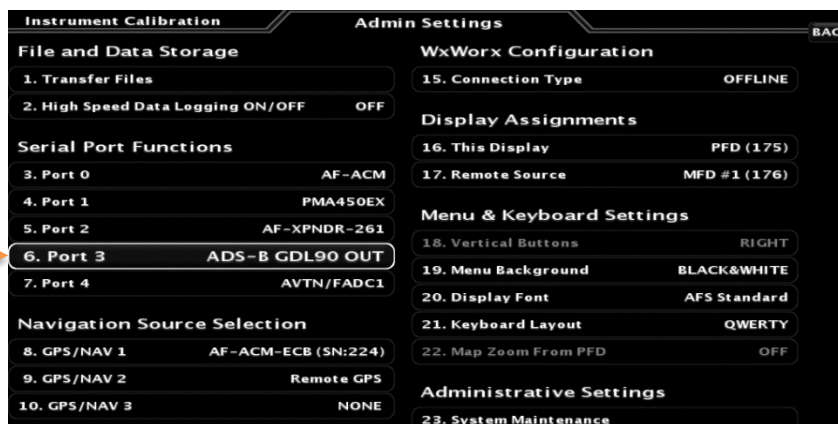 Instrument Calibration
Admin Settings
BAC
File and Data Storage
1. Transfer Files
2. High Speed Data Logging ON/OFF OFF
Serial Port Functions
3. Port 0 AF-ACM
4. Port 1 PMA450EX
5. Port 2 AF-XPNDR-261
6. Port 3 ADS-B GDL90 OUT
7. Port 4 AVTN/FADC1
Navigation Source Selection
8. GPS/NAV 1 AF-ACM-ECB (SN:224)
9. GPS/NAV 2 Remote GPS
10. GPS/NAV 3 NONE
WxWorx Configuration
15. Connection Type OFFLINE
Display Assignments
16. This Display PFD (175)
17. Remote Source MFD #1 (176)
Menu & Keyboard Settings
18. Vertical Buttons RIGHT
19. Menu Background BLACK&WHITE
20. Display Font AFS Standard
21. Keyboard Layout QWERTY
22. Map Zoom From PFD OFF
Administrative Settings
23. System Maintenance